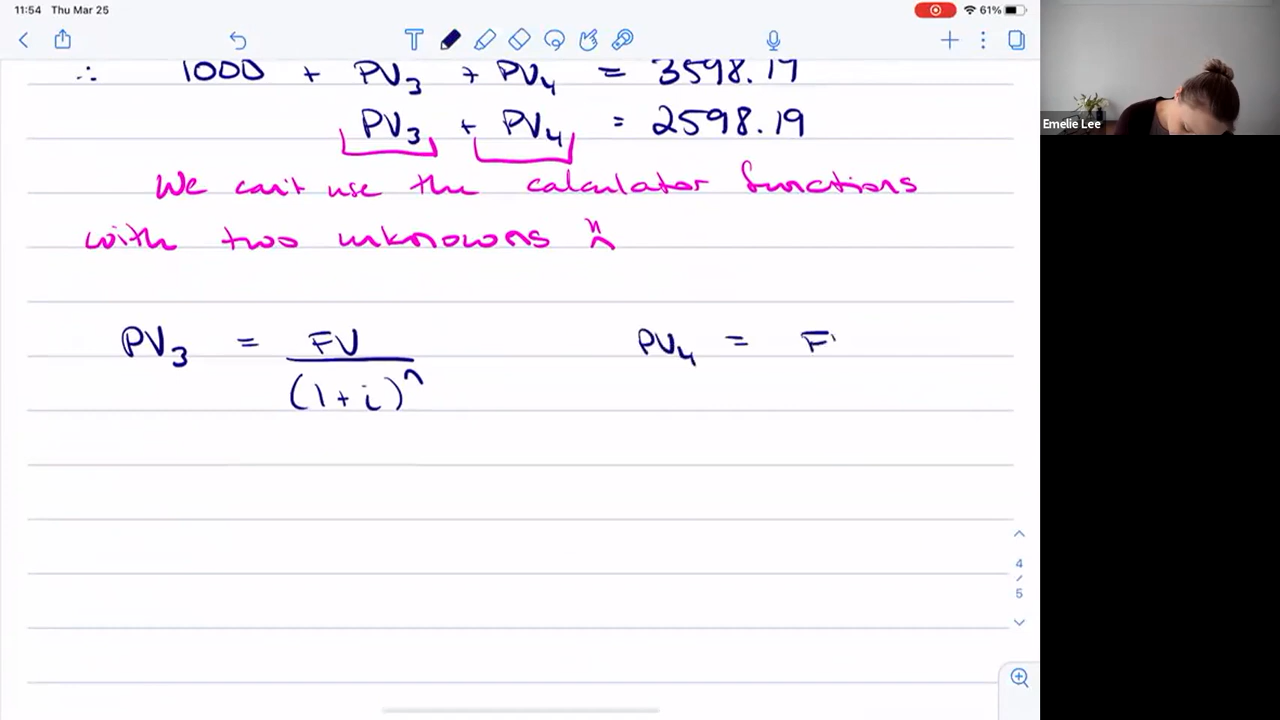 11:54 Thu Mar 25
61%
∴ 1000 + PV₃ + PV₄ = 3598.19
PV₃ + PV₄ = 2598.19
We can't use the calculator functions
with two unknowns
PV₃ = FV / (1+i)ⁿ
PV₄ = F
Emelie Lee
4
5